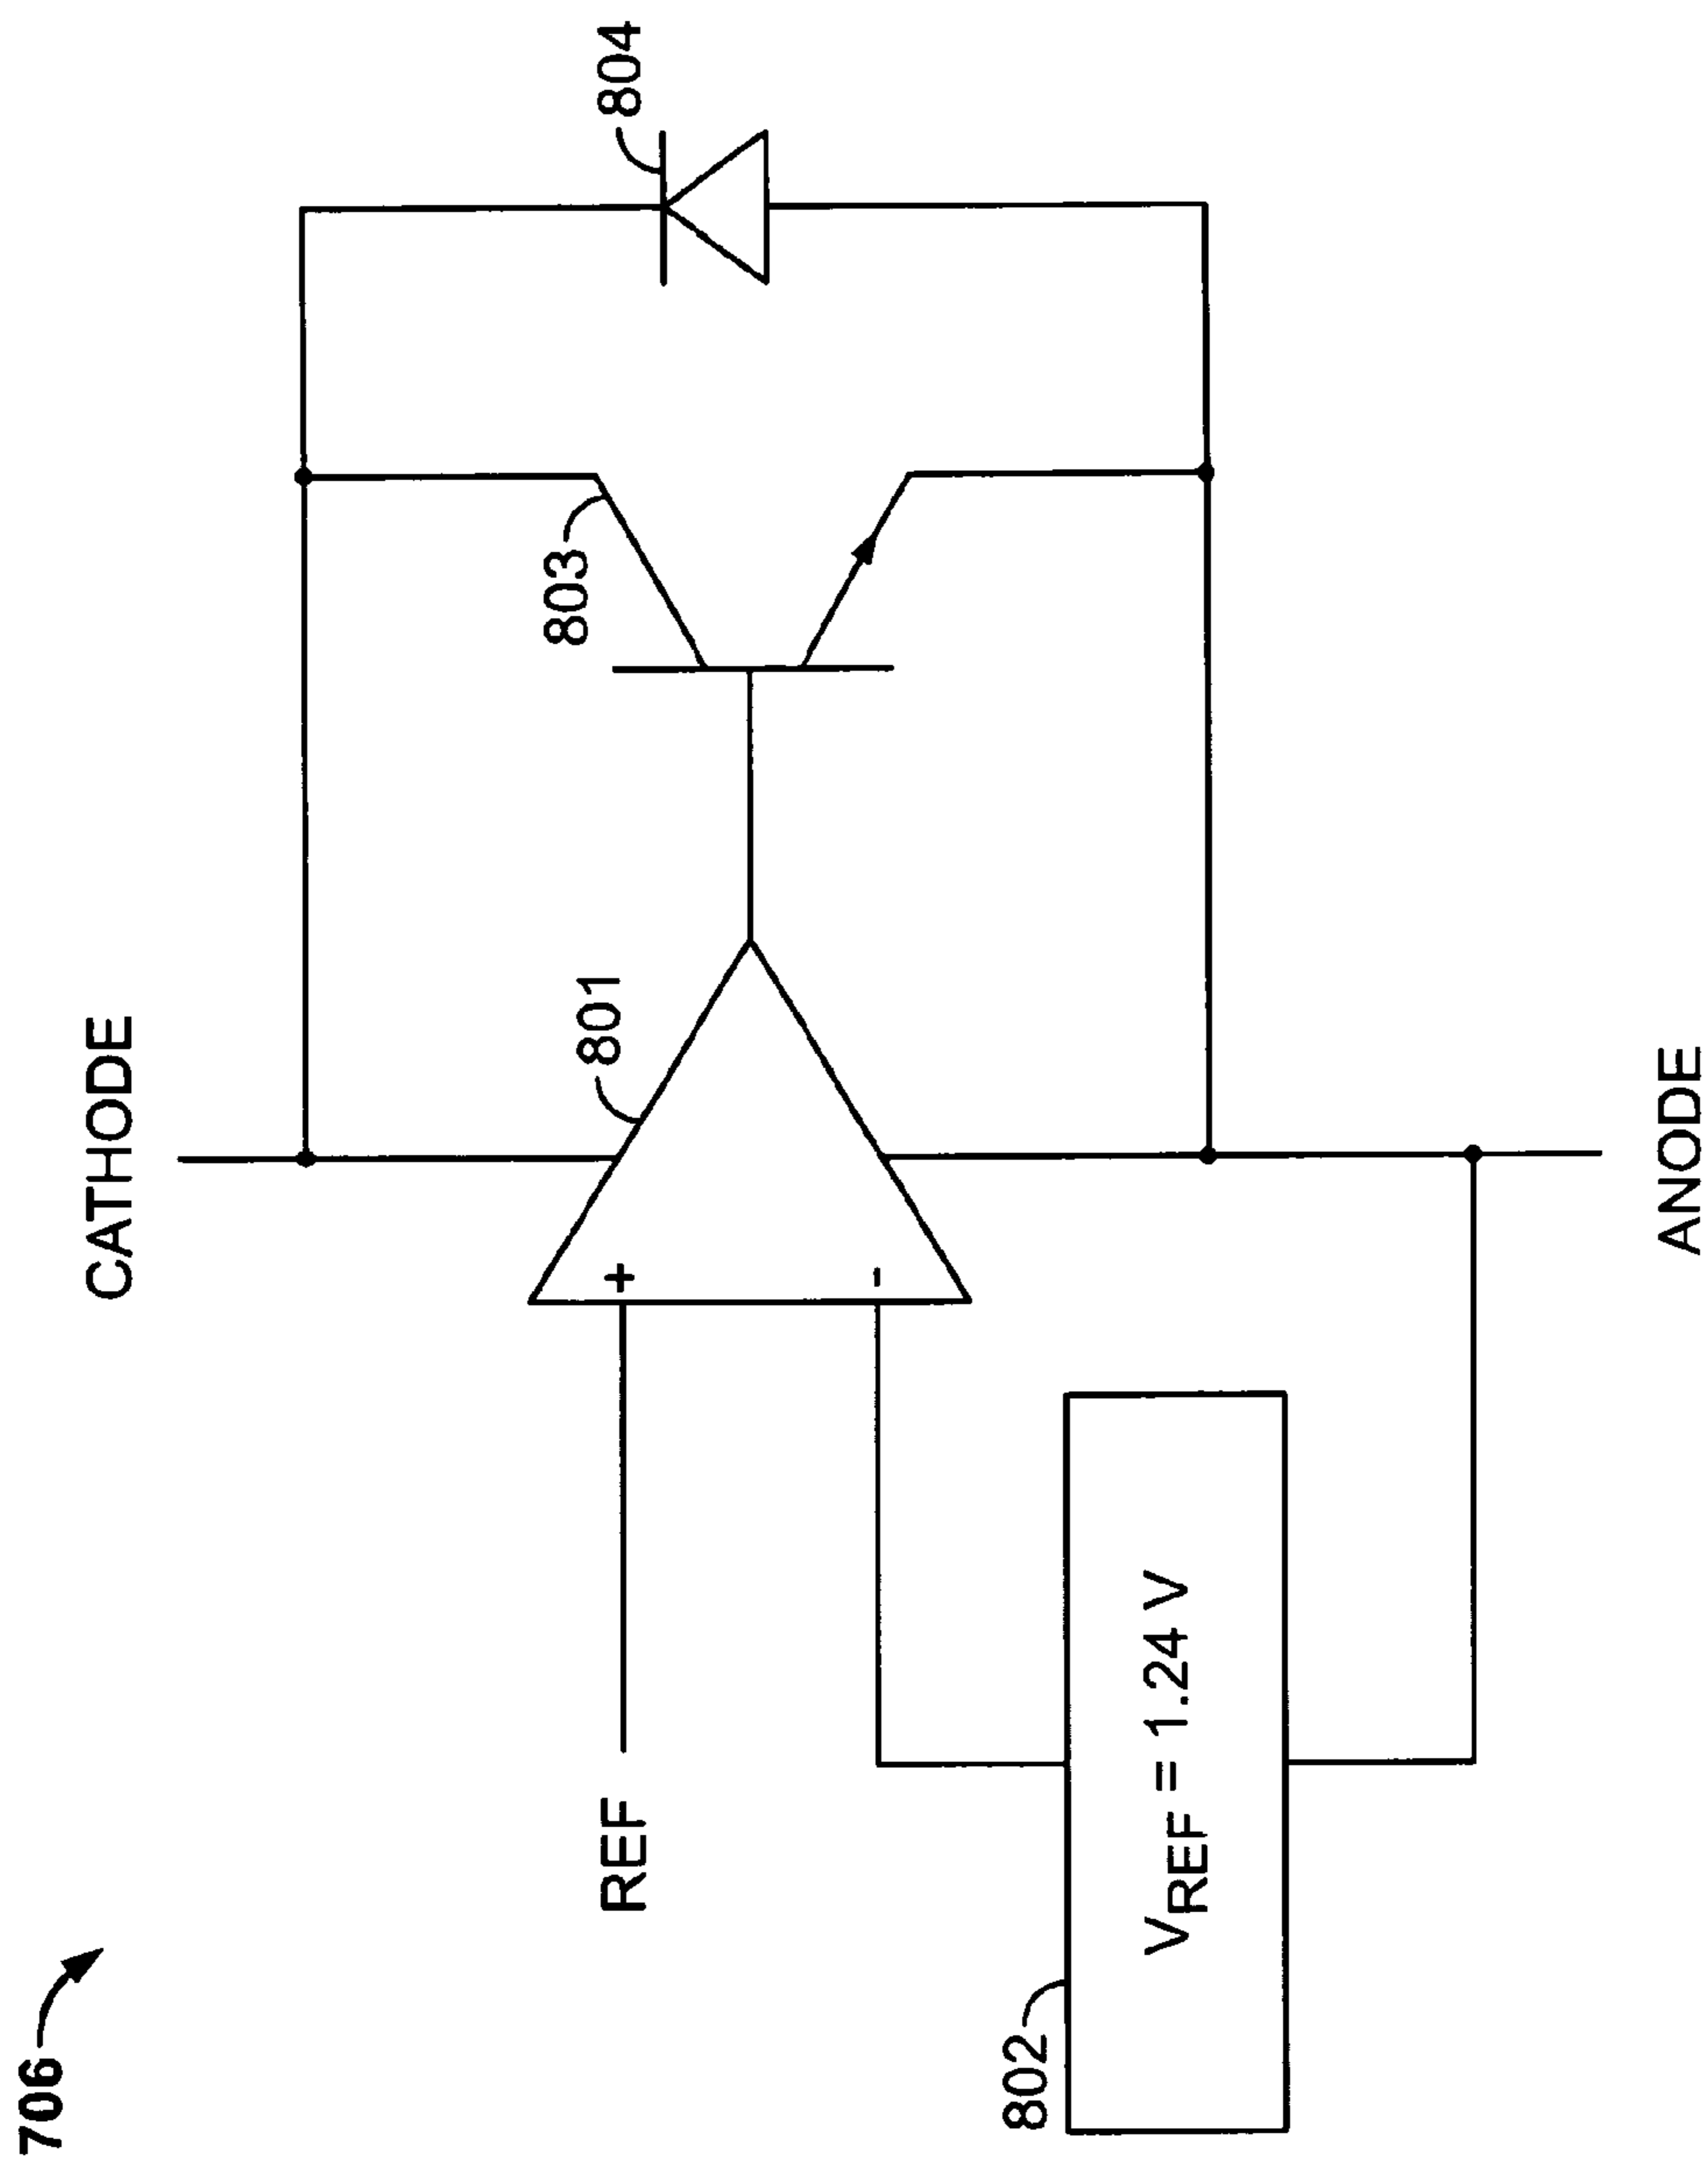 706
CATHODE
804
803
801
+
-
REF
802
VREF = 1.24 V
ANODE